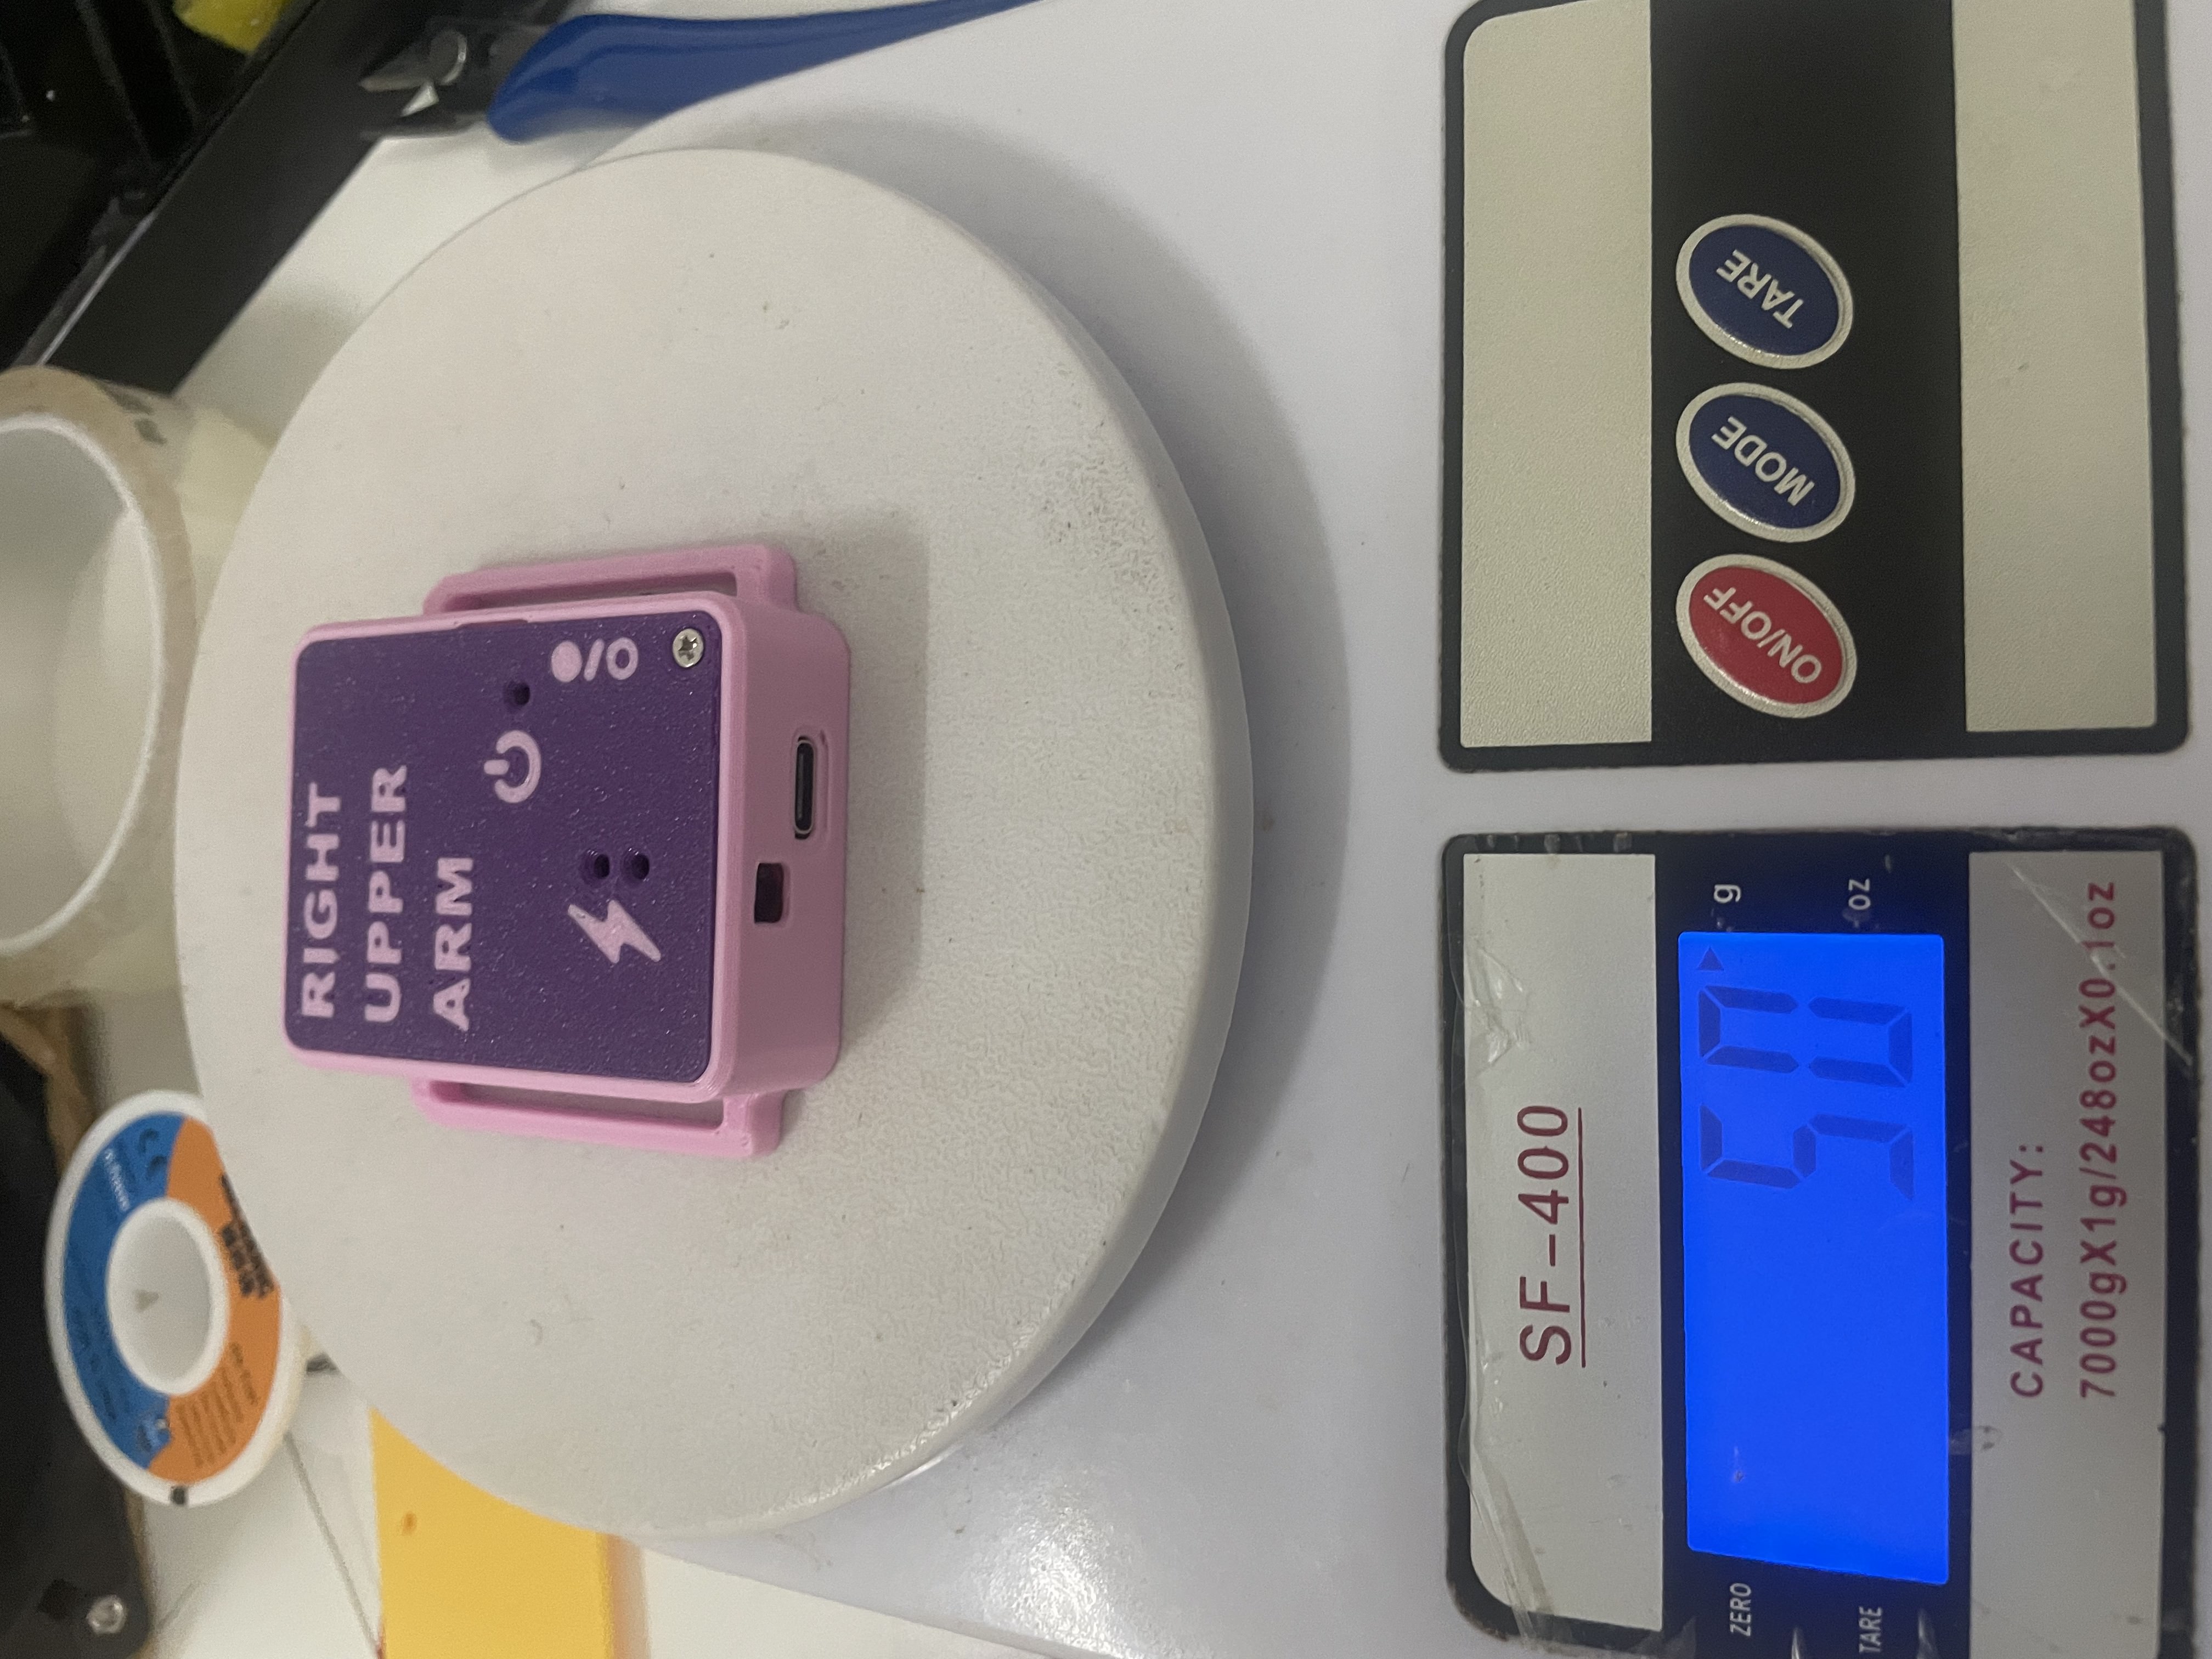 RIGHT
UPPER
ARM
SF-400
ZERO
TARE
50
g
oz
CAPACITY:
7000gX1g/248ozX0.1oz
ON/OFF
MODE
TARE